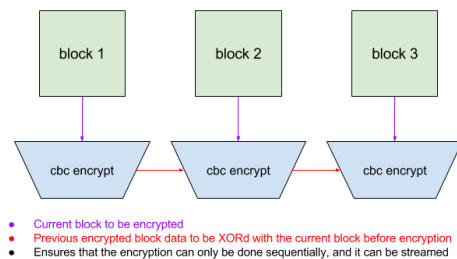 block 1
block 2
block 3
cbc encrypt
cbc encrypt
cbc encrypt
Current block to be encrypted
Previous encrypted block data to be XORd with the current block before encryption
Ensures that the encryption can only be done sequentially, and it can be streamed